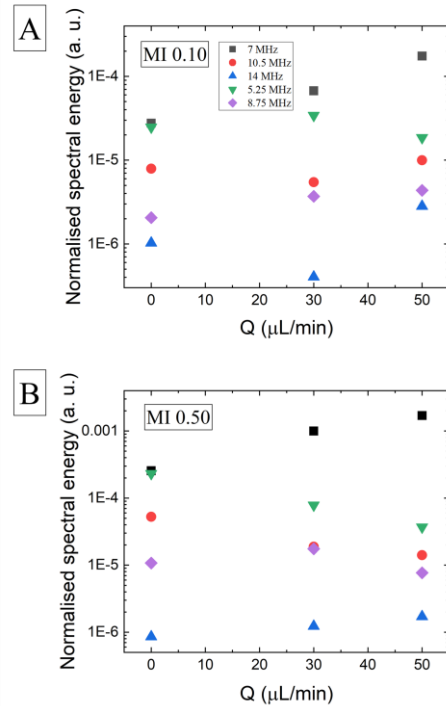 A
MI 0.10
7 MHz
10.5 MHz
14 MHz
5.25 MHz
8.75 MHz
Normalised spectral energy (a. u.)
1E-4
1E-5
1E-6
0 10 20 30 40 50
Q (μL/min)
B
MI 0.50
Normalised spectral energy (a. u.)
0.001
1E-4
1E-5
1E-6
0 10 20 30 40 50
Q (μL/min)